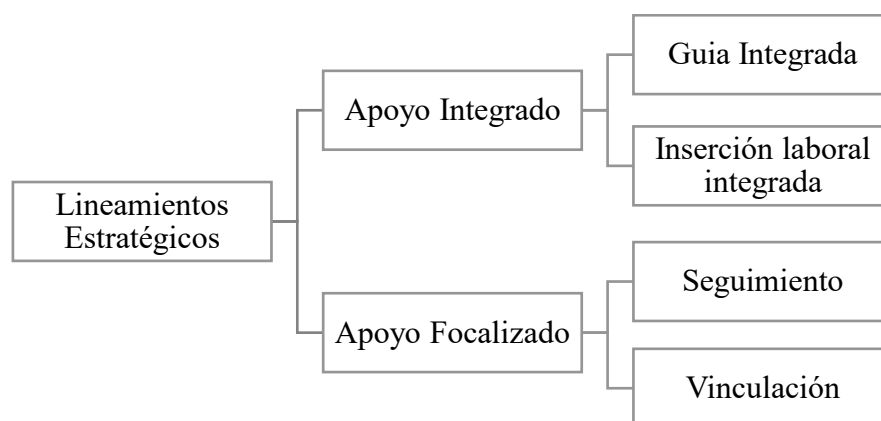 Lineamientos
Estratégicos
Apoyo Integrado
Guia Integrada
Inserción laboral
integrada
Apoyo Focalizado
Seguimiento
Vinculación